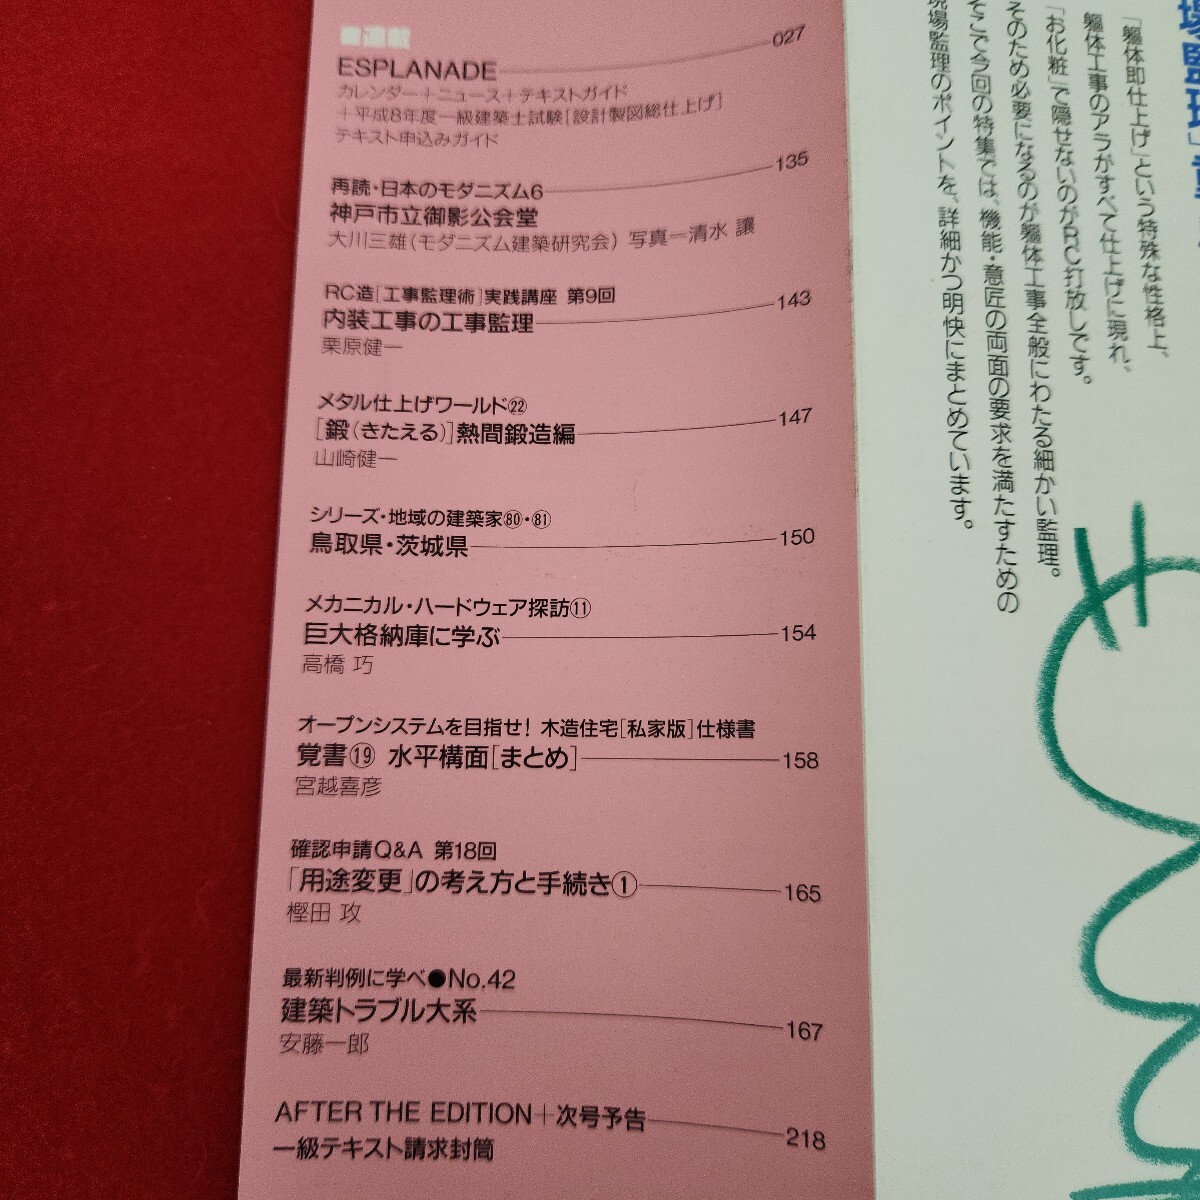 ■連載
ESPLANADE 027
カレンダー＋ニュース＋テキストガイド
＋平成8年度一級建築士試験[設計製図総仕上げ]
テキスト申込みガイド
再読・日本のモダニズム6 135
神戸市立御影公会堂
大川三雄(モダニズム建築研究会) 写真＝清水 譲
RC造[工事監理術]実践講座 第9回
内装工事の工事監理 143
栗原健一
メタル仕上げワールド㉒
[鍛(きたえる)]熱間鍛造編 147
山崎健一
シリーズ・地域の建築家80・81
鳥取県・茨城県 150
メカニカル・ハードウェア探訪⑪
巨大格納庫に学ぶ 154
高橋 巧
オープンシステムを目指せ! 木造住宅[私家版]仕様書
覚書⑲ 水平構面[まとめ] 158
宮越喜彦
確認申請Q&A 第18回
「用途変更」の考え方と手続き① 165
樫田 攻
最新判例に学べ●No.42
建築トラブル大系 167
安藤一郎
AFTER THE EDITION＋次号予告 218
一級テキスト請求封筒
「躯体即仕上げ」という特殊な性格上、
躯体工事のアラがすべて仕上げに現れ、
「お化粧」で隠せないのがRC打放しです。
そのため必要になるのが躯体工事全般にわたる細かい監理。
そこで今回の特集では、機能・意匠の両面の要求を満たすための
現場監理のポイントを、詳細かつ明快にまとめています。